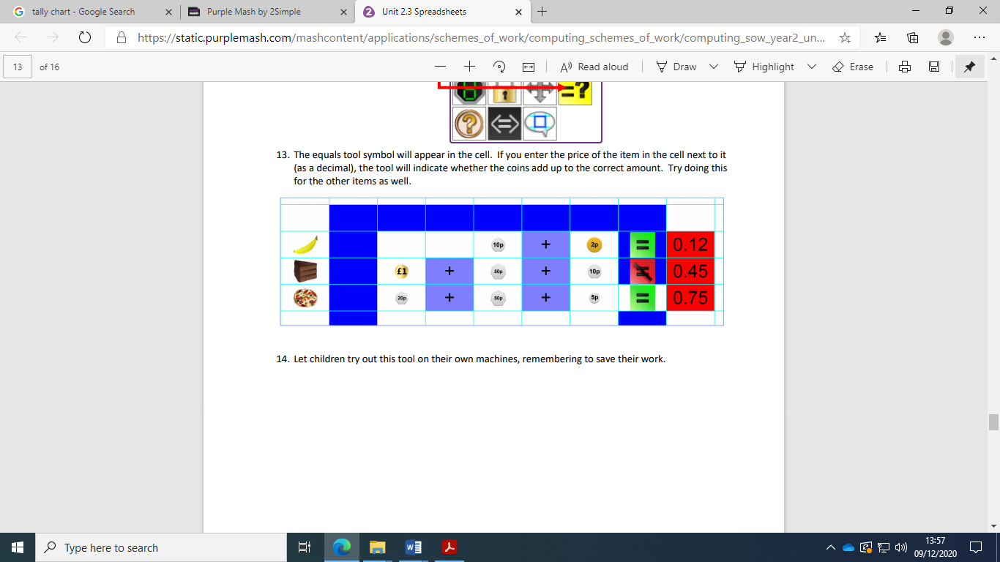 tally chart - Google Search
Purple Mash by 2Simple
Unit 2.3 Spreadsheets
https://static.purplemash.com/mashcontent/applications/schemes_of_work/computing_schemes_of_work/computing_sow_year2_un...
13 of 16
Read aloud
Draw
Highlight
Erase
=?
13. The equals tool symbol will appear in the cell. If you enter the price of the item in the cell next to it
(as a decimal), the tool will indicate whether the coins add up to the correct amount. Try doing this
for the other items as well.
10p + 2p = 0.12
£1 + 50p + 10p = 0.45
20p + 50p + 5p = 0.75
14. Let children try out this tool on their own machines, remembering to save their work.
Type here to search
13:57
09/12/2020